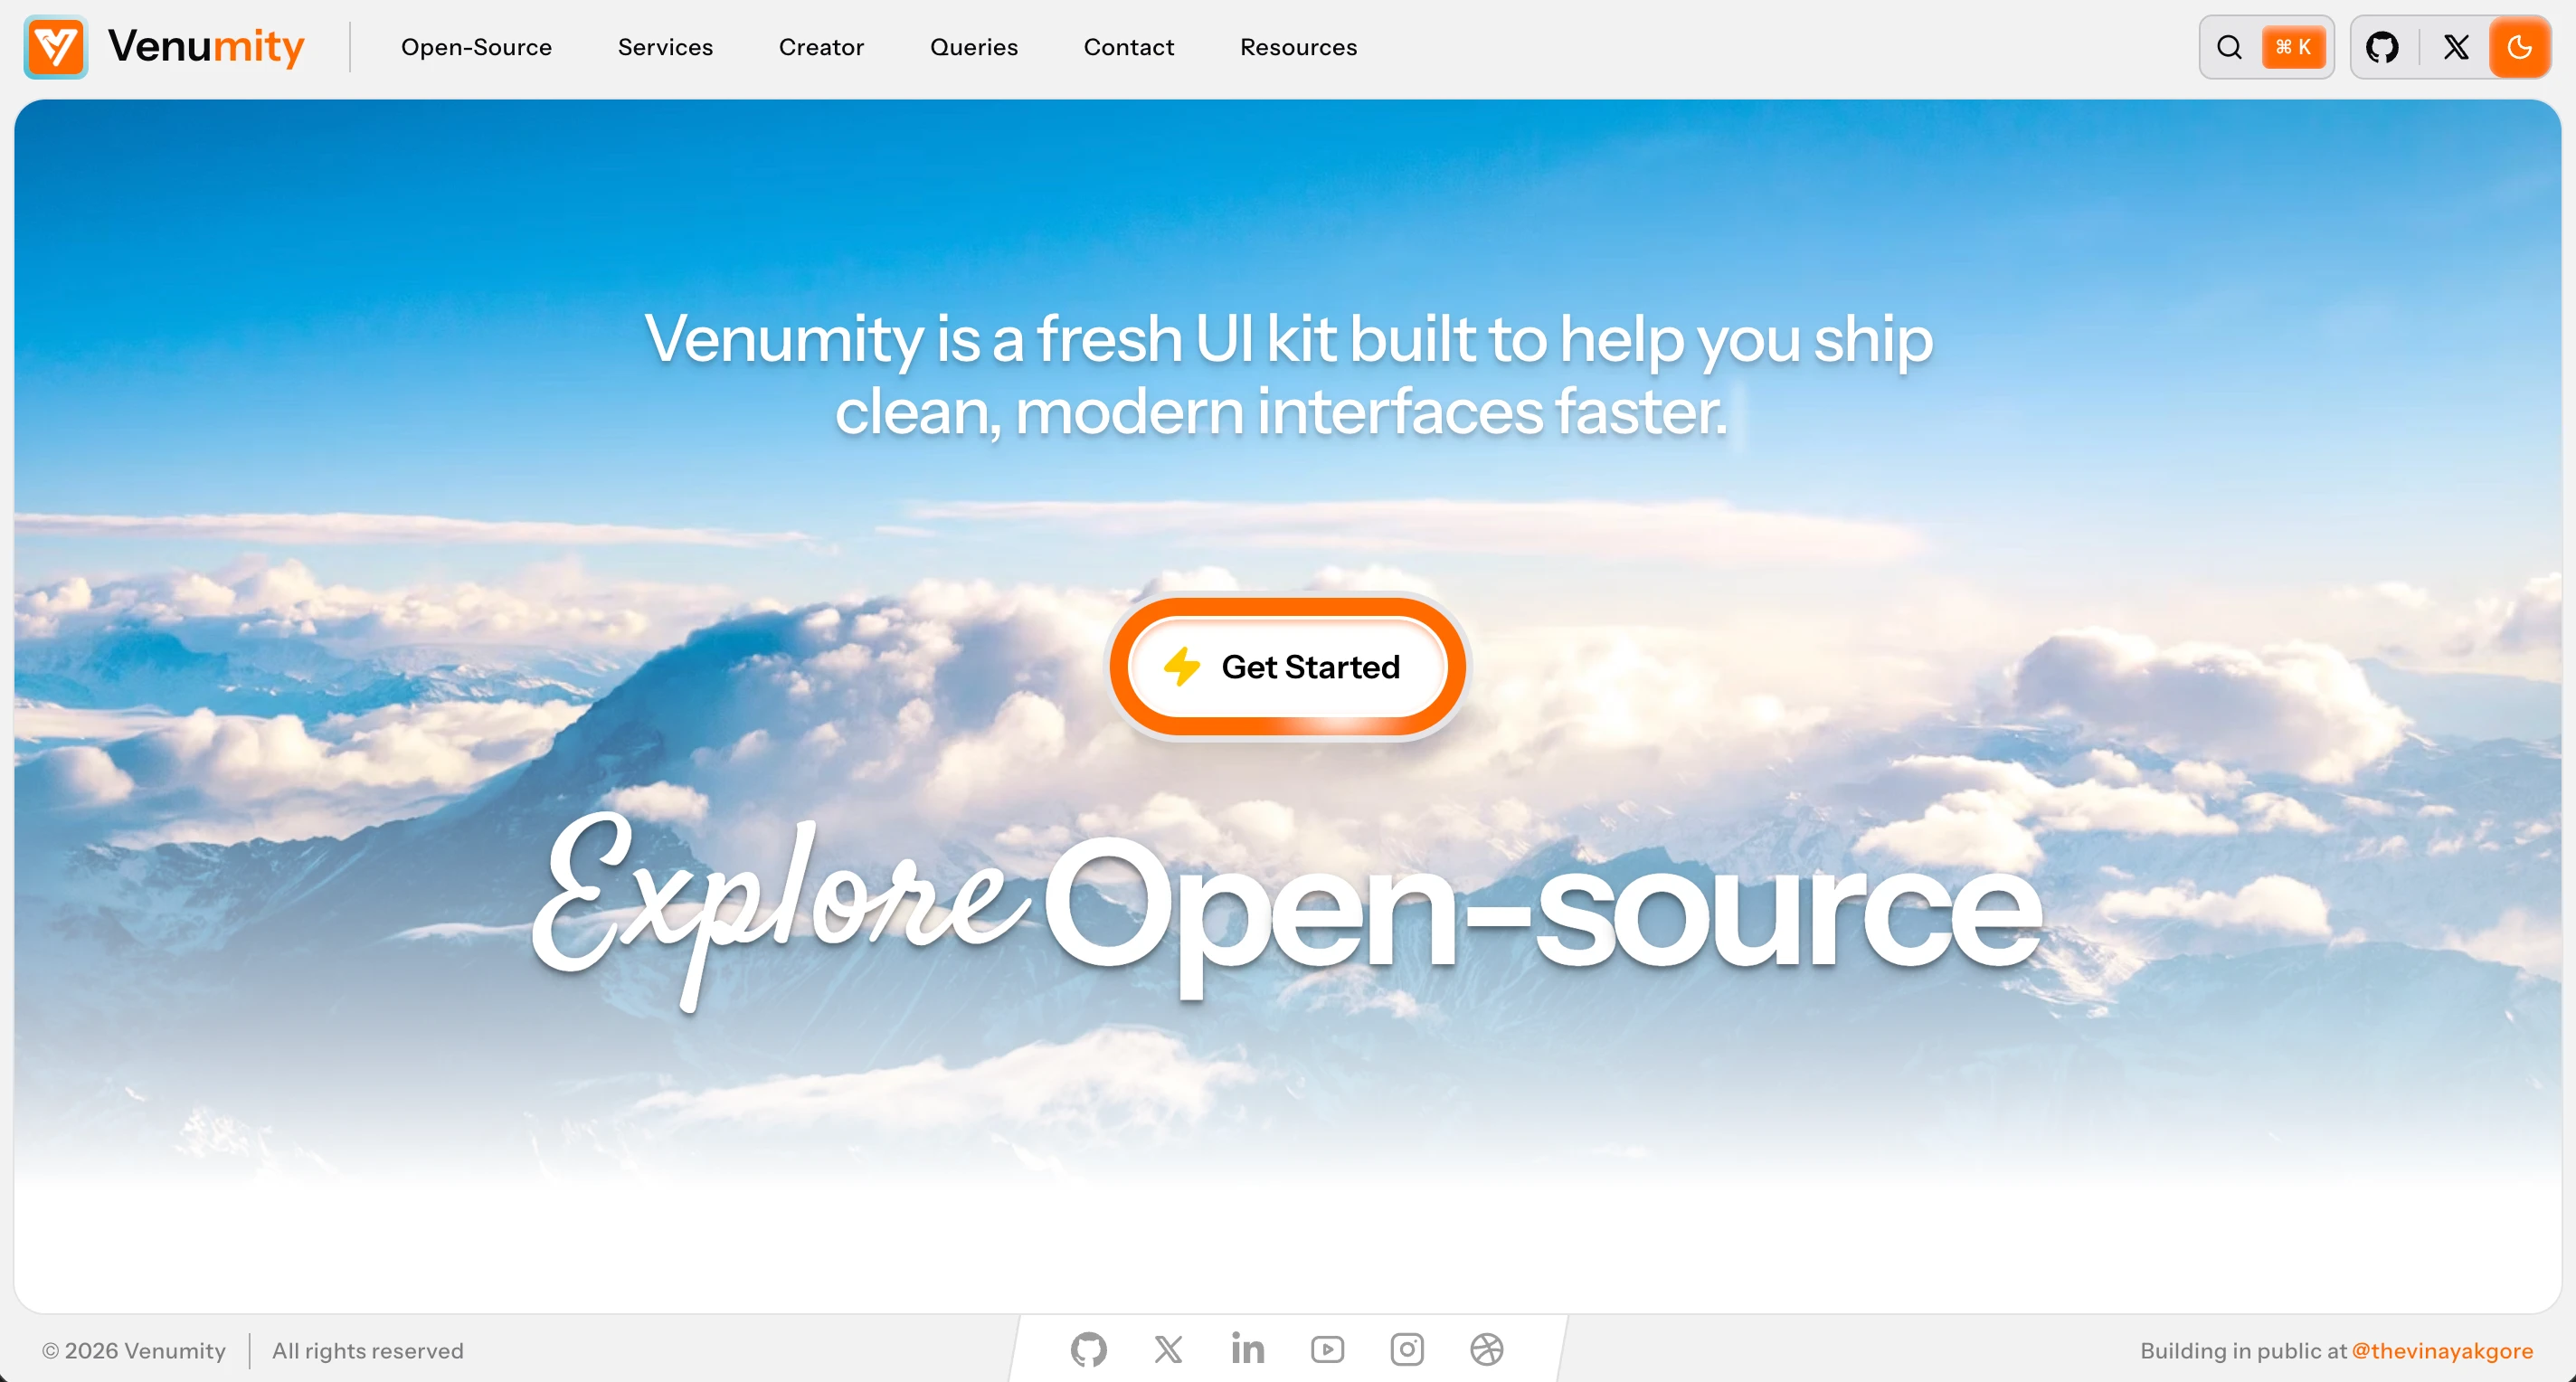 Venumity
Open-Source
Services
Creator
Queries
Contact
Resources
⌘ K
Venumity is a fresh UI kit built to help you ship
clean, modern interfaces faster.
Get Started
Explore Open-source
© 2026 Venumity
All rights reserved
in
Building in public at @thevinayakgore